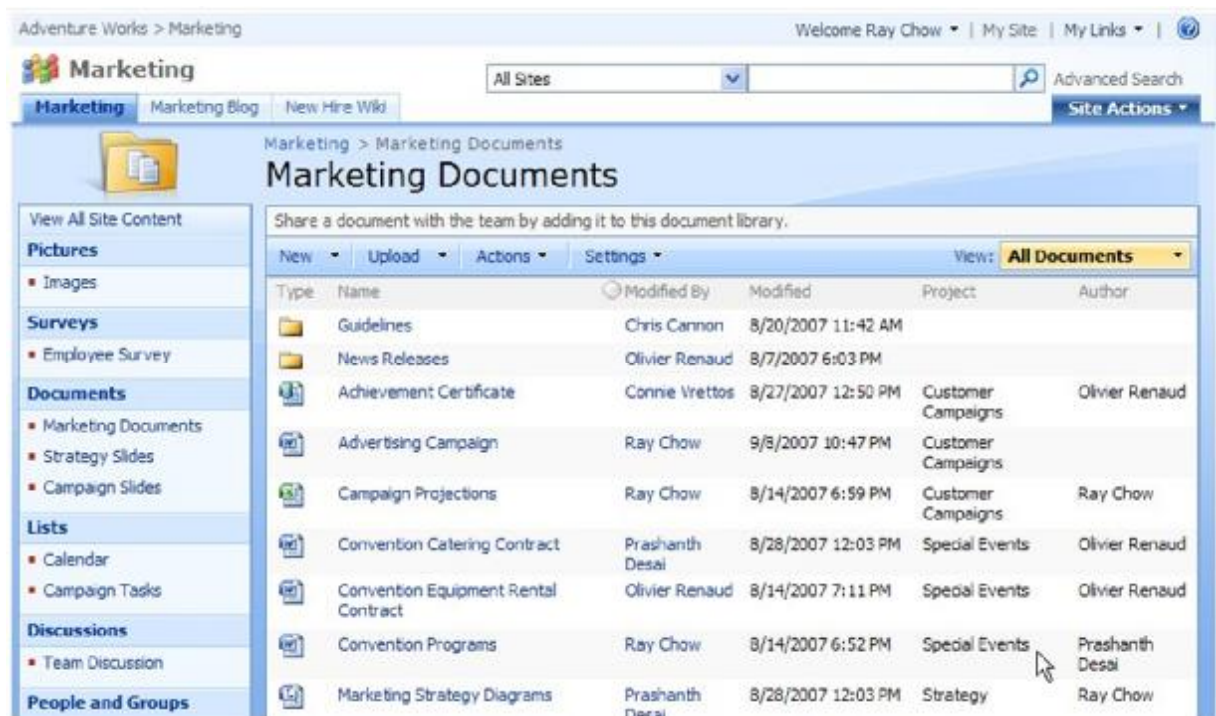 Adventure Works > Marketing
Welcome Ray Chow | My Site | My Links |
Marketing
All Sites
Advanced Search
Marketing Marketing Blog New Hire Wiki
Site Actions
Marketing > Marketing Documents
Marketing Documents
View All Site Content
Pictures
Images
Surveys
Employee Survey
Documents
Marketing Documents
Strategy Slides
Campaign Slides
Lists
Calendar
Campaign Tasks
Discussions
Team Discussion
People and Groups
Share a document with the team by adding it to this document library.
New Upload Actions Settings View: All Documents
Type Name Modified By Modified Project Author
Guidelines Chris Cannon 8/20/2007 11:42 AM
News Releases Olivier Renaud 8/7/2007 6:03 PM
Achievement Certificate Connie Vrettos 8/27/2007 12:50 PM Customer Olivier Renaud
Campaigns
Advertising Campaign Ray Chow 9/8/2007 10:47 PM Customer
Campaigns
Campaign Projections Ray Chow 8/14/2007 6:59 PM Customer Ray Chow
Campaigns
Convention Catering Contract Prashanth 8/28/2007 12:03 PM Special Events Olivier Renaud
Desai
Convention Equipment Rental Olivier Renaud 8/14/2007 7:11 PM Special Events Olivier Renaud
Contract
Convention Programs Ray Chow 8/14/2007 6:52 PM Special Events Prashanth
Desai
Marketing Strategy Diagrams Prashanth 8/28/2007 12:03 PM Strategy Ray Chow
Desai